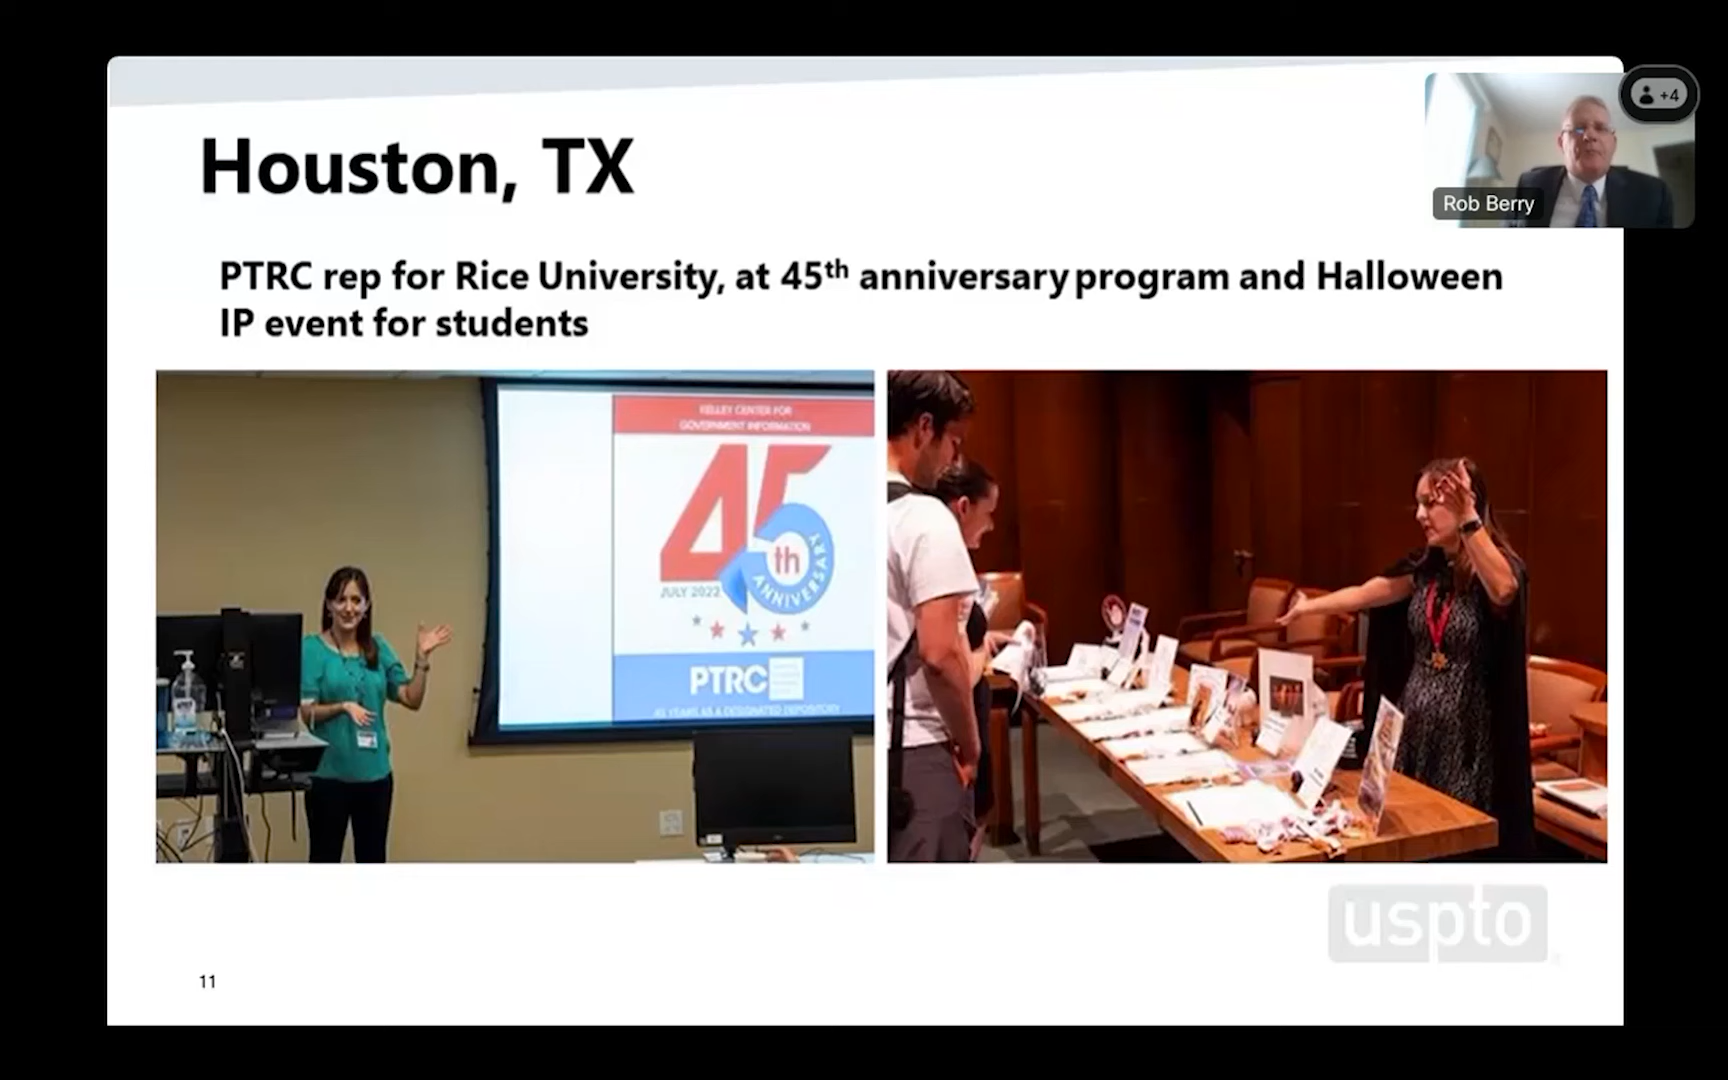 Houston, TX
+4
Rob Berry
PTRC rep for Rice University, at 45th anniversary program and Halloween
IP event for students
KELLEY CENTER FOR
GOVERNMENT INFORMATION
45
th
ANNIVERSARY
JULY 2022
PTRC
45 YEARS AS A DESIGNATED DEPOSITORY
uspto
11